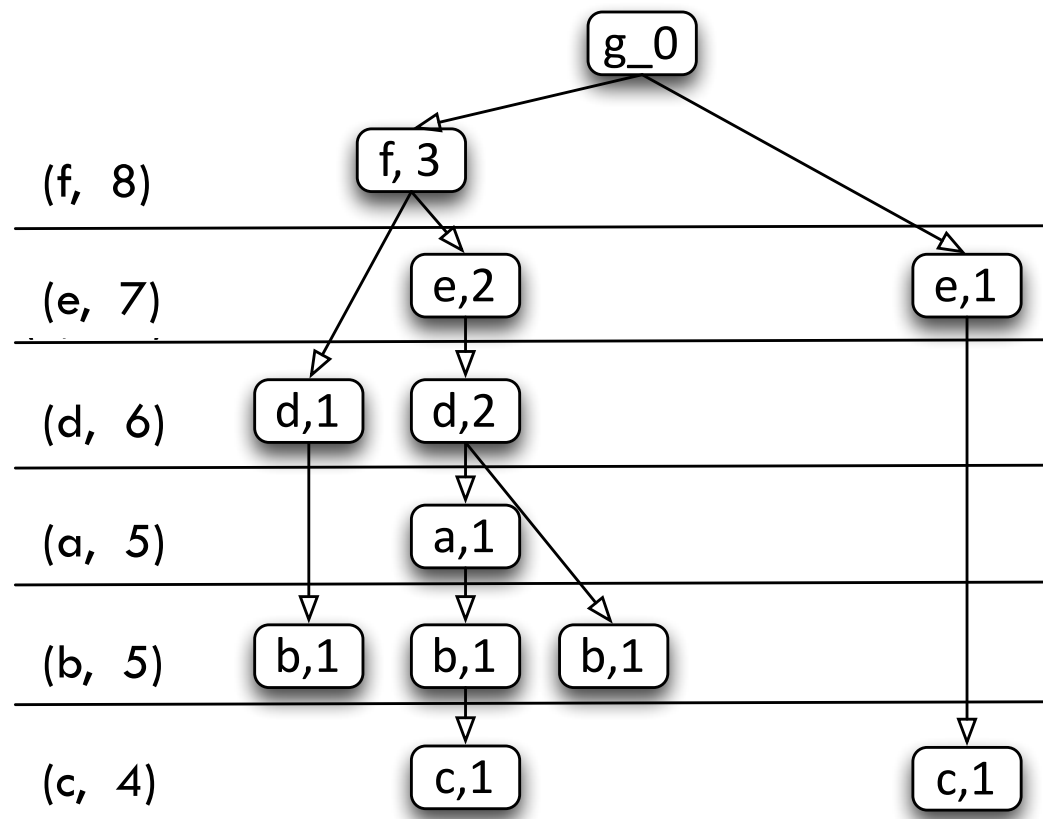 g_0
(f, 8)
f, 3
(e, 7)
e,2
e,1
(d, 6)
d,1
d,2
(a, 5)
a,1
(b, 5)
b,1
b,1
b,1
(c, 4)
c,1
c,1